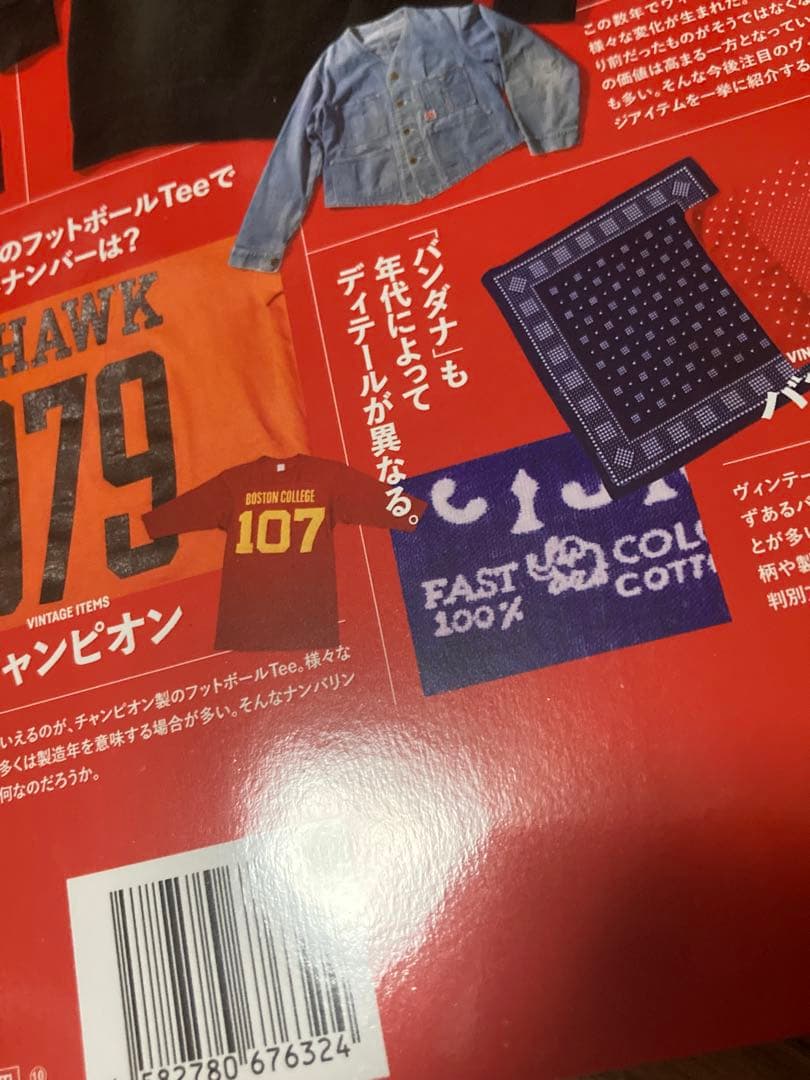 この数年でヴィ
様々な変化が生まれた。
り前だったものがそうではなくな
の価値は高まる一方となってい
も多い。そんな今後注目のヴィ
ジアイテムを一挙に紹介する
のフットボールTeeで
ナンバーは?
HAWK
979
BOSTON COLLEGE
107
VINTAGE ITEMS
ャンピオン
いえるのが、チャンピオン製のフットボールTee。様々な
多くは製造年を意味する場合が多い。そんなナンバリン
何なのだろうか。
「バンダナ」も
年代によって
ディテールが異なる。
FAST COL
100% COTT
VIN
バ
ヴィンテー
ずあるバ
とが多い
柄や製
判別
582780 676324
10